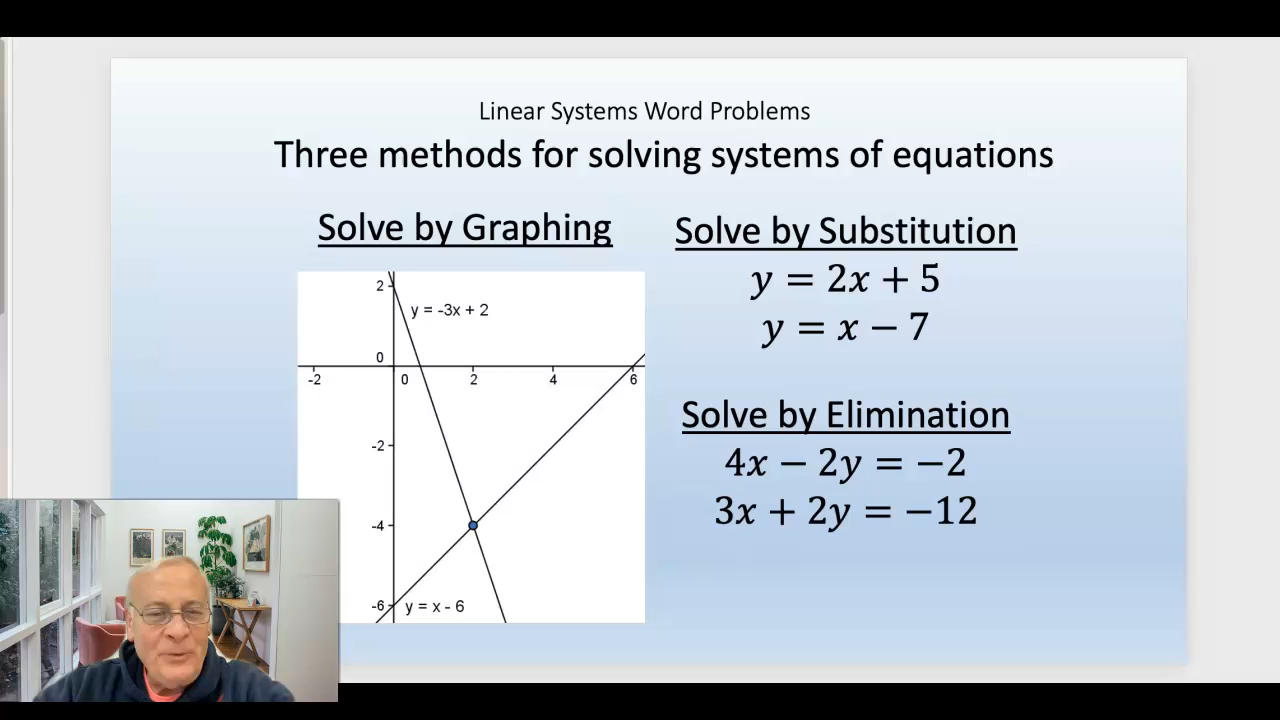 Linear Systems Word Problems
Three methods for solving systems of equations
Solve by Graphing
2
y = -3x + 2
0
-2
0
2
4
6
-2
-4
-6
y = x - 6
Solve by Substitution
y = 2x + 5
y = x − 7
Solve by Elimination
4x − 2y = −2
3x + 2y = −12